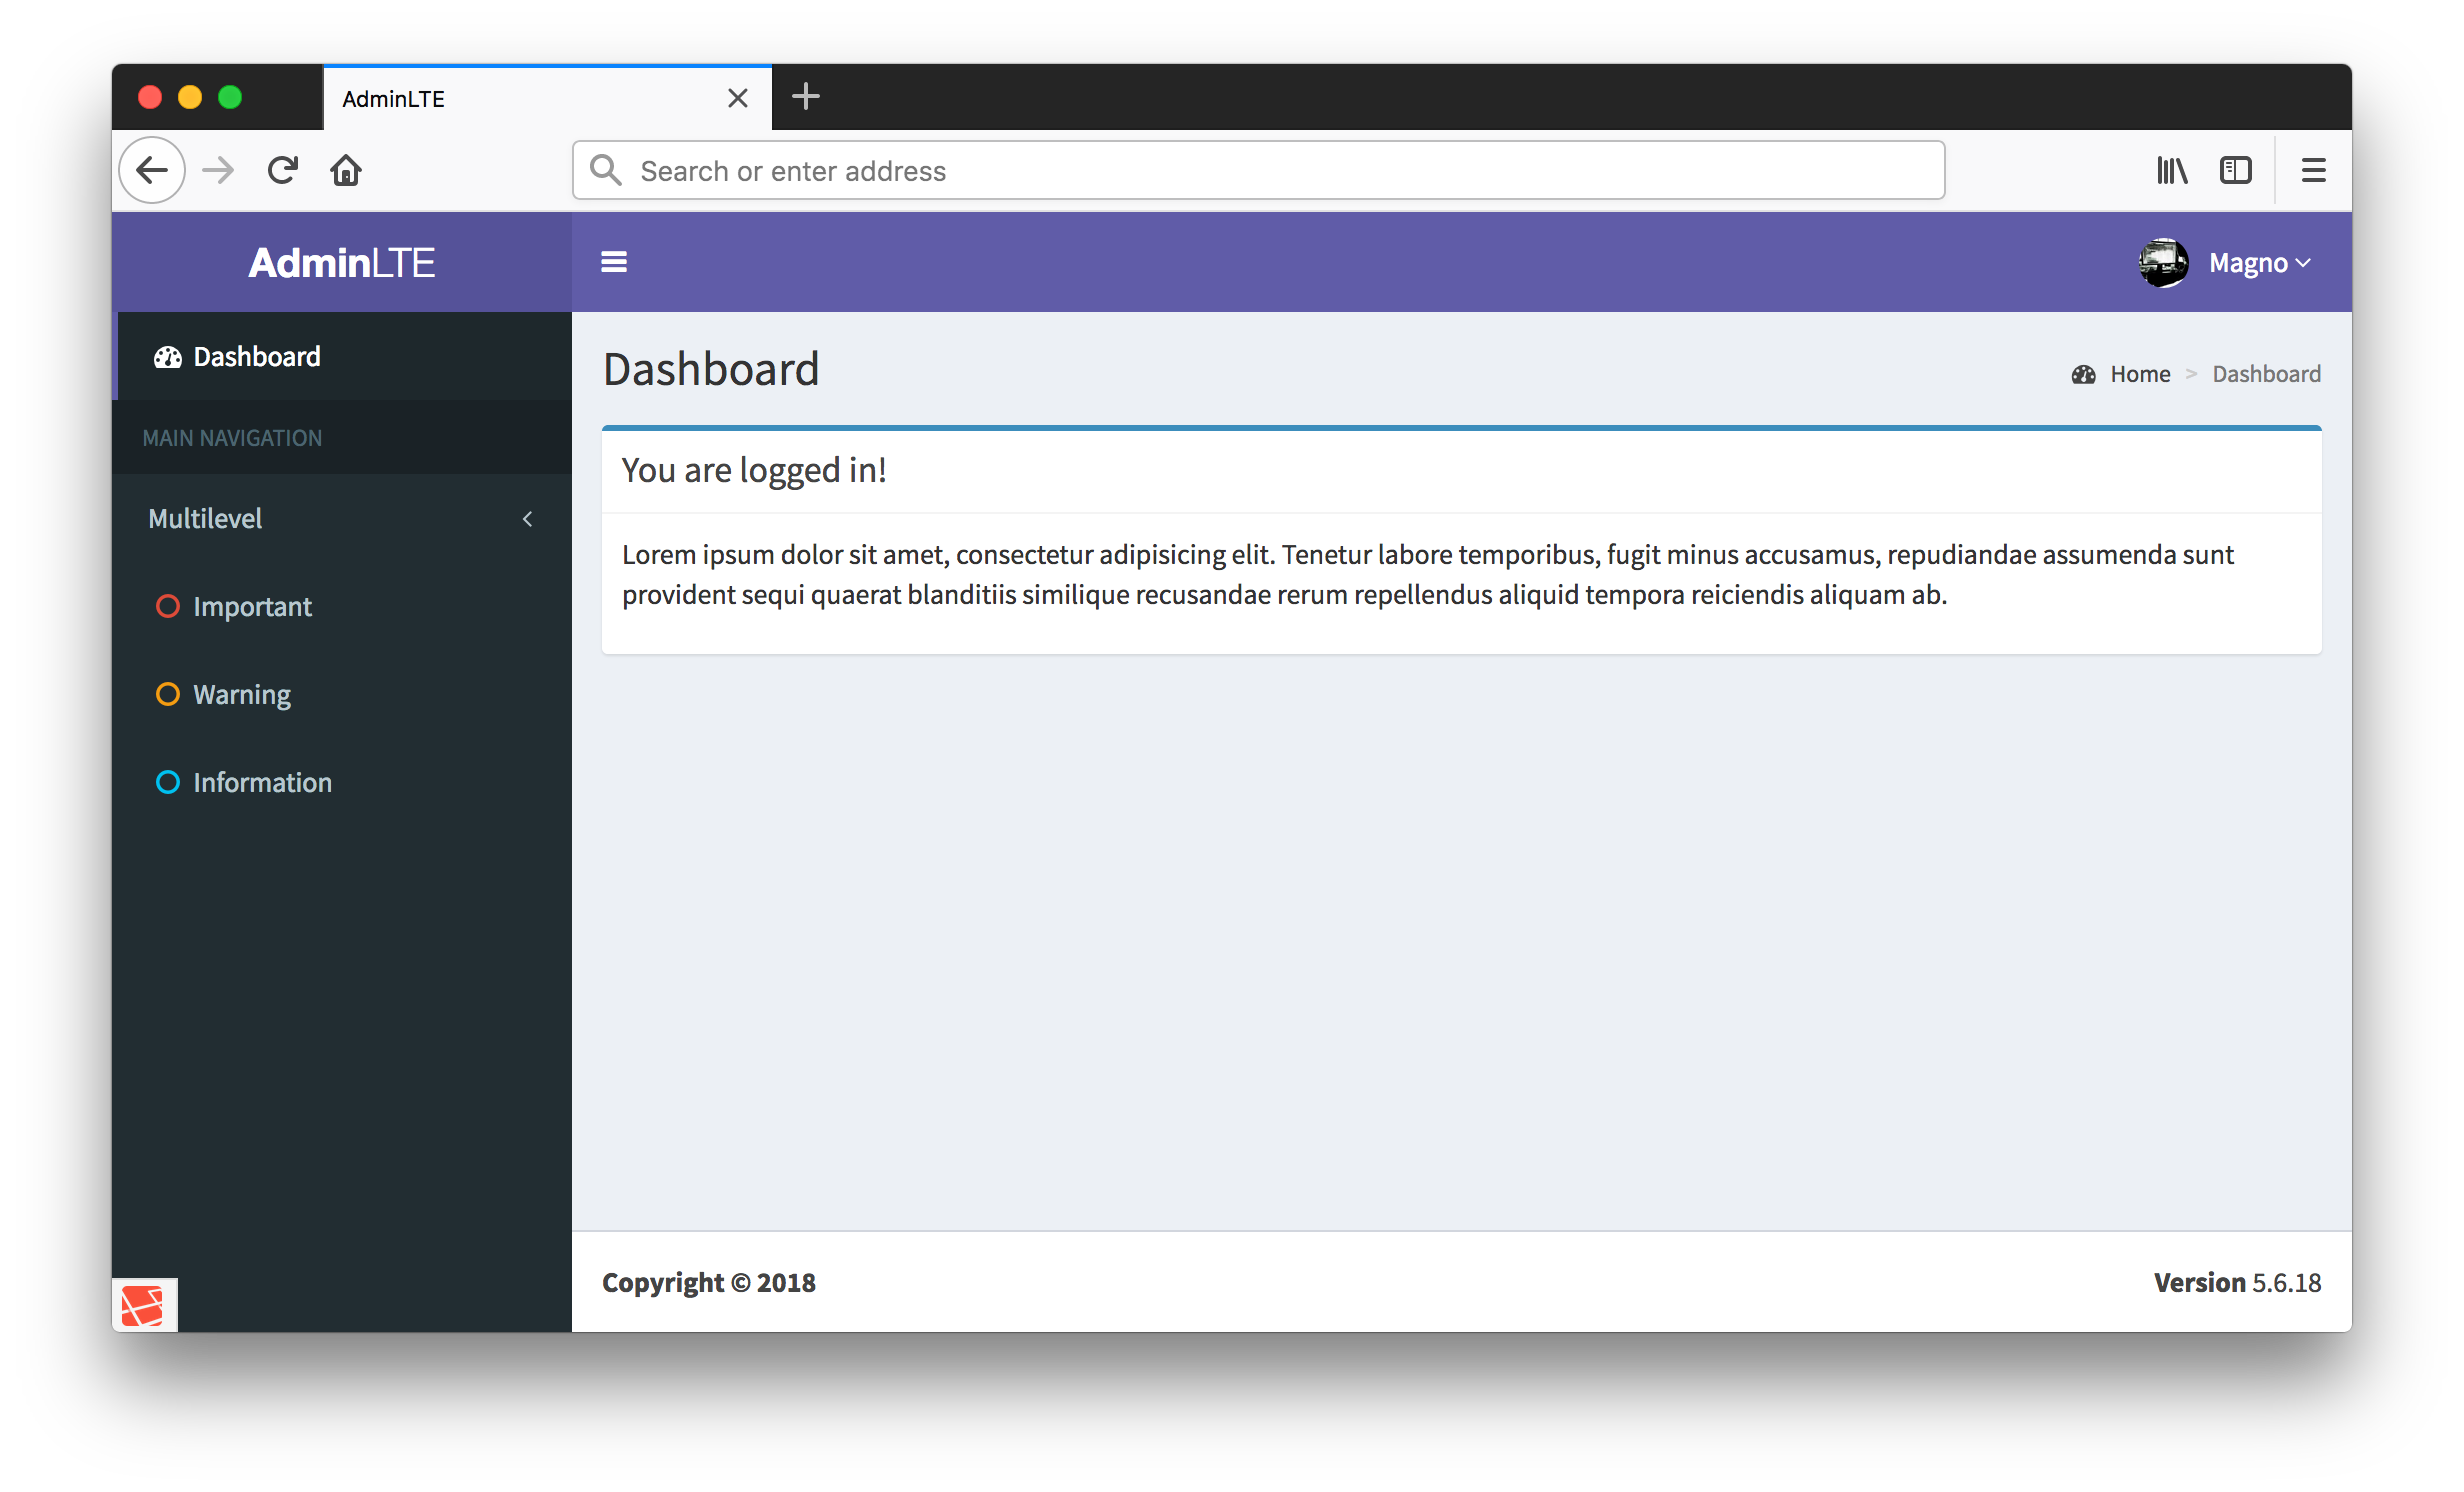 AdminLTE
Search or enter address
AdminLTE
Magno
Dashboard
MAIN NAVIGATION
Multilevel
Important
Warning
Information
Dashboard
Home > Dashboard
You are logged in!
Lorem ipsum dolor sit amet, consectetur adipisicing elit. Tenetur labore temporibus, fugit minus accusamus, repudiandae assumenda sunt
provident sequi quaerat blanditiis similique recusandae rerum repellendus aliquid tempora reiciendis aliquam ab.
Copyright © 2018
Version 5.6.18